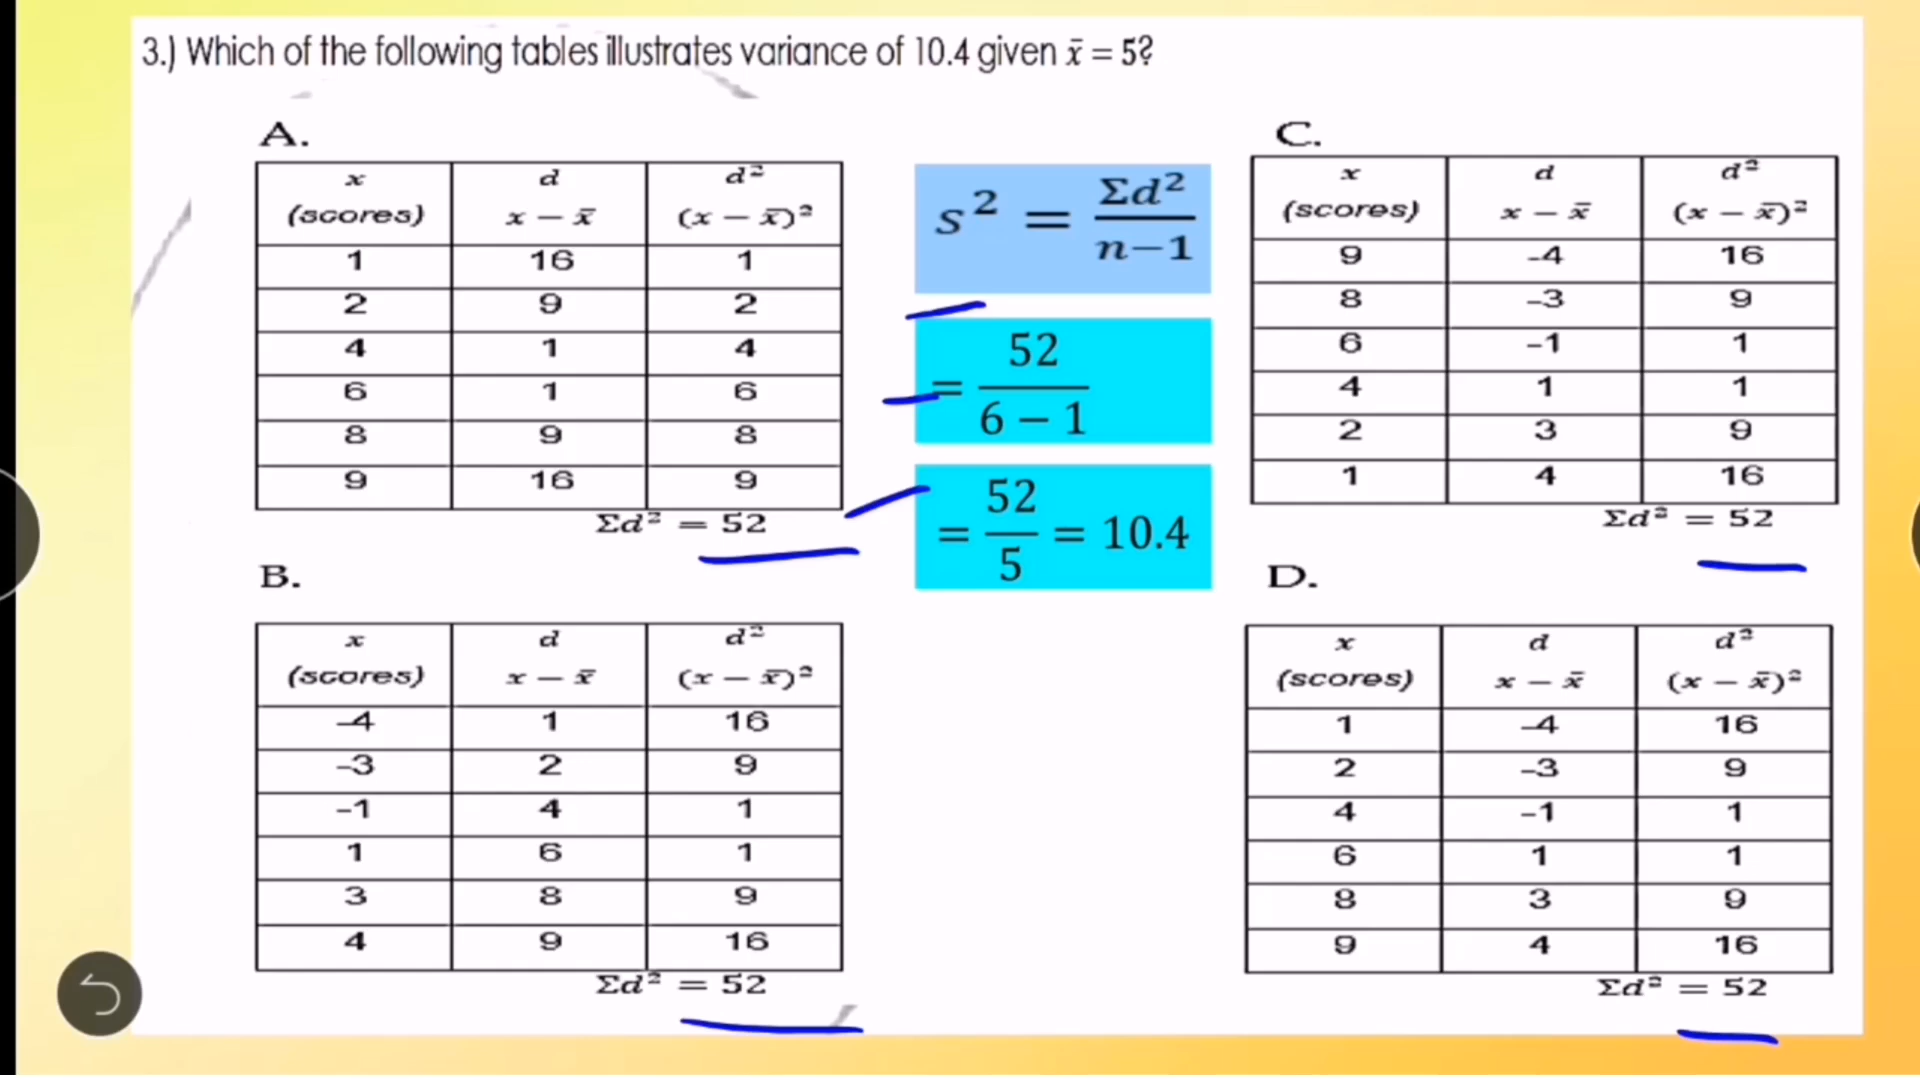 3.) Which of the following tables illustrates variance of 10.4 given x̄ = 5?
A.
x d d²
(scores) x − x̄ (x − x̄)²
1 16 1
2 9 2
4 1 4
6 1 6
8 9 8
9 16 9
Σd² = 52
B.
x d d²
(scores) x − x̄ (x − x̄)²
-4 1 16
-3 2 9
-1 4 1
1 6 1
3 8 9
4 9 16
Σd² = 52
s² = Σd² / n−1
= 52 / 6 − 1
= 52 / 5 = 10.4
C.
x d d²
(scores) x − x̄ (x − x̄)²
9 -4 16
8 -3 9
6 -1 1
4 1 1
2 3 9
1 4 16
Σd² = 52
D.
x d d²
(scores) x − x̄ (x − x̄)²
1 -4 16
2 -3 9
4 -1 1
6 1 1
8 3 9
9 4 16
Σd² = 52